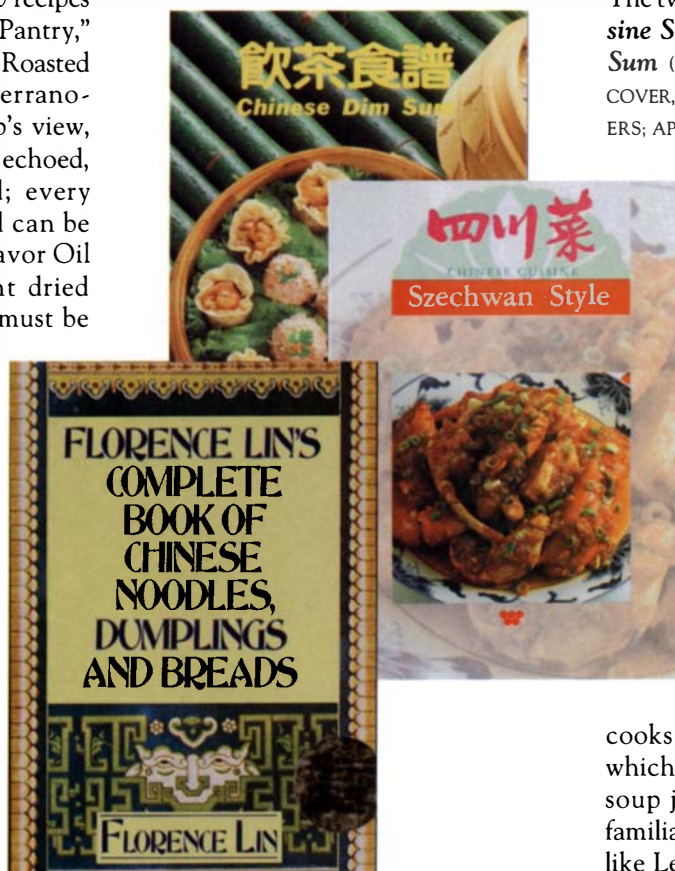 recipes
Pantry,”
Roasted
errano-
’s view,
echoed,
; every
l can be
avor Oil
nt dried
must be
飲茶食譜
Chinese Dim Sum
四川菜
CHINESE CUISINE
Szechwan Style
FLORENCE LIN'S
COMPLETE
BOOK OF
CHINESE
NOODLES,
DUMPLINGS
AND BREADS
FLORENCE LIN
The tw
sine S
Sum (
COVER,
ERS; AP
cooks
which
soup j
familia
like Le